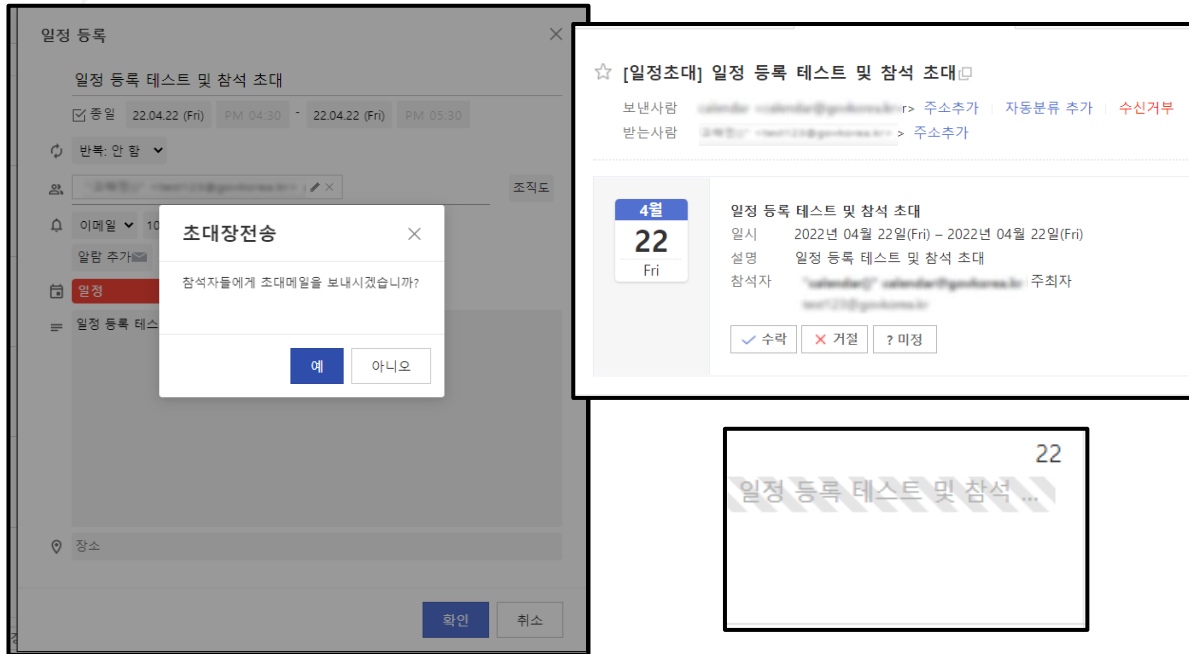 일정 등록
일정 등록 테스트 및 참석 초대
종일 22.04.22 (Fri) PM 04:30 - 22.04.22 (Fri) PM 05:30
반복: 안 함
조직도
이메일 10
알람 추가
일정
일정 등록 테스
장소
확인 취소
초대장전송
참석자들에게 초대메일을 보내시겠습니까?
예 아니오
[일정초대] 일정 등록 테스트 및 참석 초대
보낸사람 r> 주소추가 자동분류 추가 수신거부
받는사람 > 주소추가
4월
22
Fri
일정 등록 테스트 및 참석 초대
일시 2022년 04월 22일(Fri) – 2022년 04월 22일(Fri)
설명 일정 등록 테스트 및 참석 초대
참석자 주최자
수락 거절 ? 미정
22
일정 등록 테스트 및 참석 ...